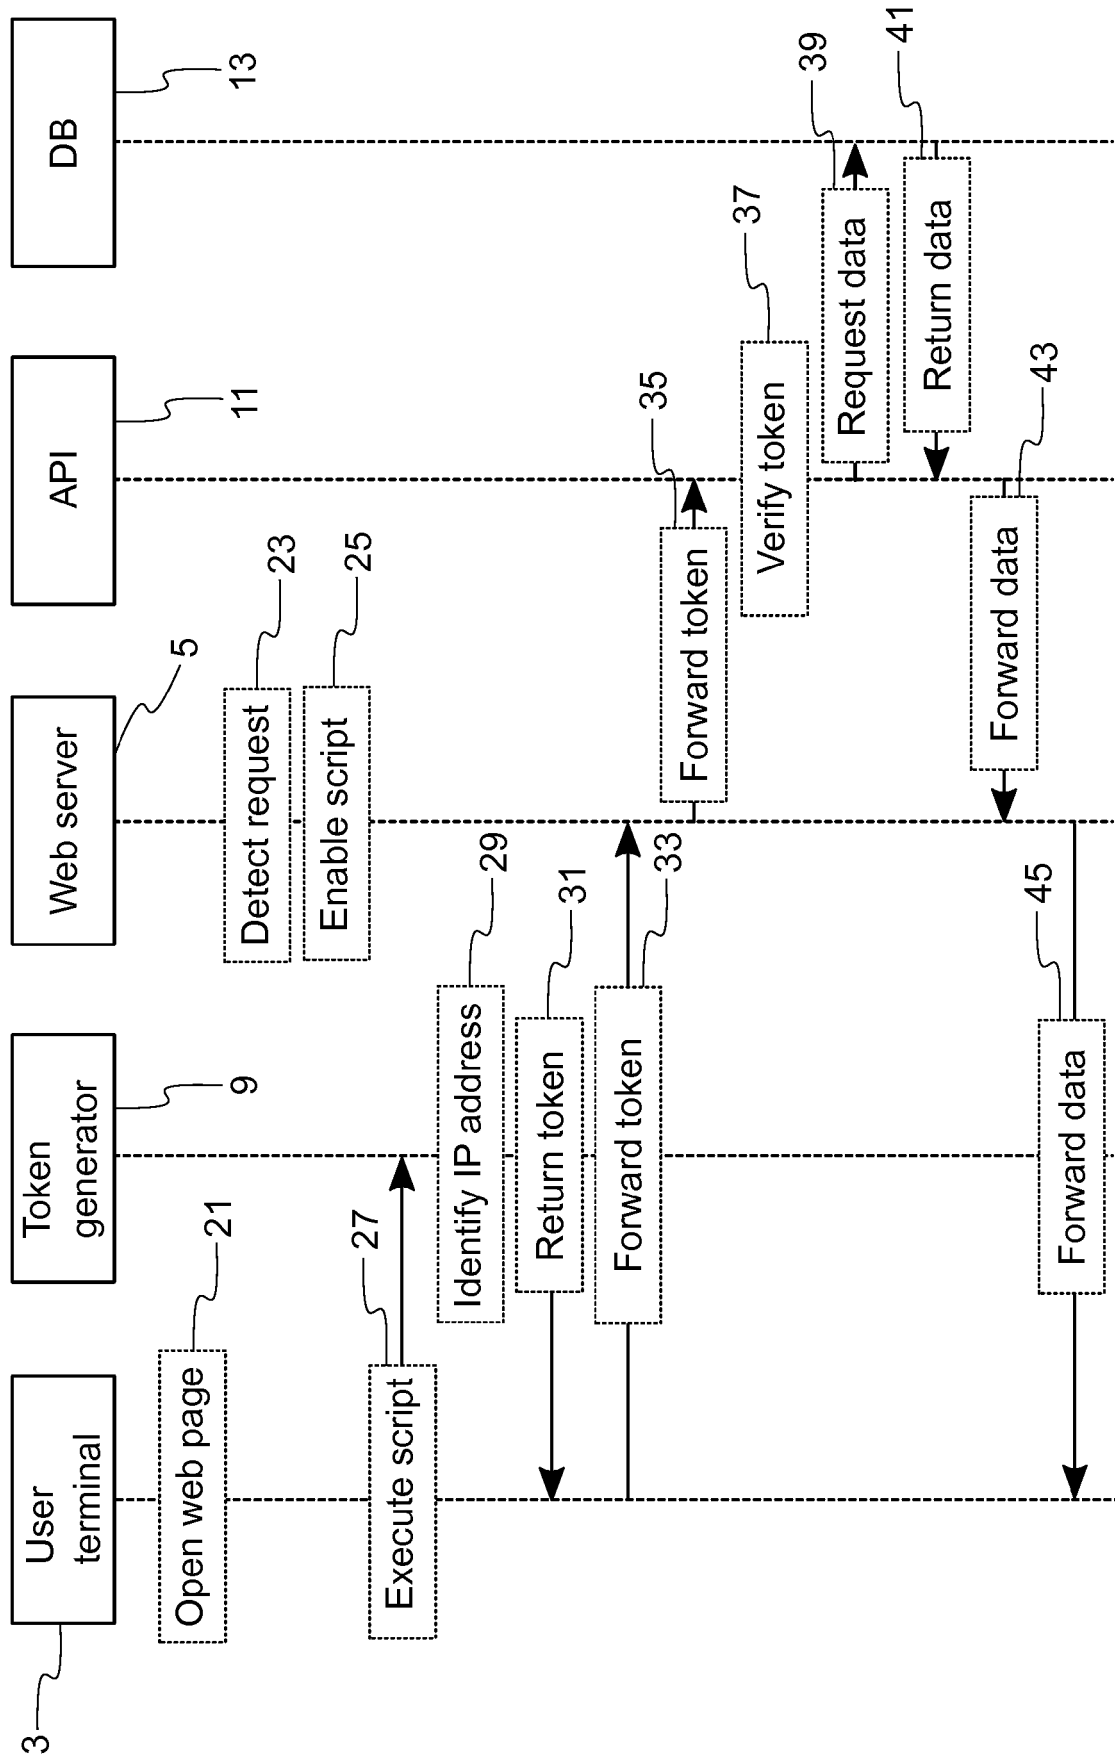 User
terminal
3
Token
generator
9
Web server
5
API
11
DB
13
Open web page
21
Detect request
23
Enable script
25
Execute script
27
Identify IP address
29
Return token
31
Forward token
33
Forward token
35
Verify token
37
Request data
39
Return data
41
Forward data
43
Forward data
45